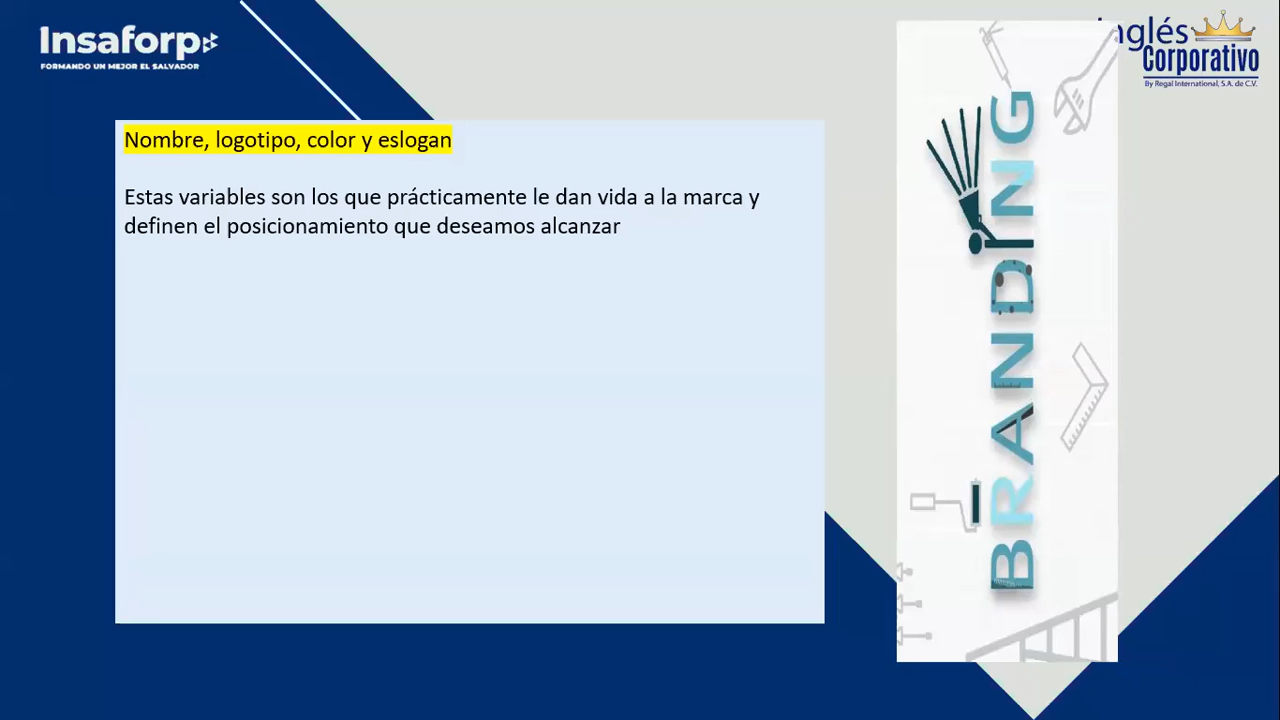 Insaforp
FORMANDO UN MEJOR EL SALVADOR
Inglés
Corporativo
By Regal International, S.A. de C.V.
Nombre, logotipo, color y eslogan
Estas variables son los que prácticamente le dan vida a la marca y
definen el posicionamiento que deseamos alcanzar
BRANDING